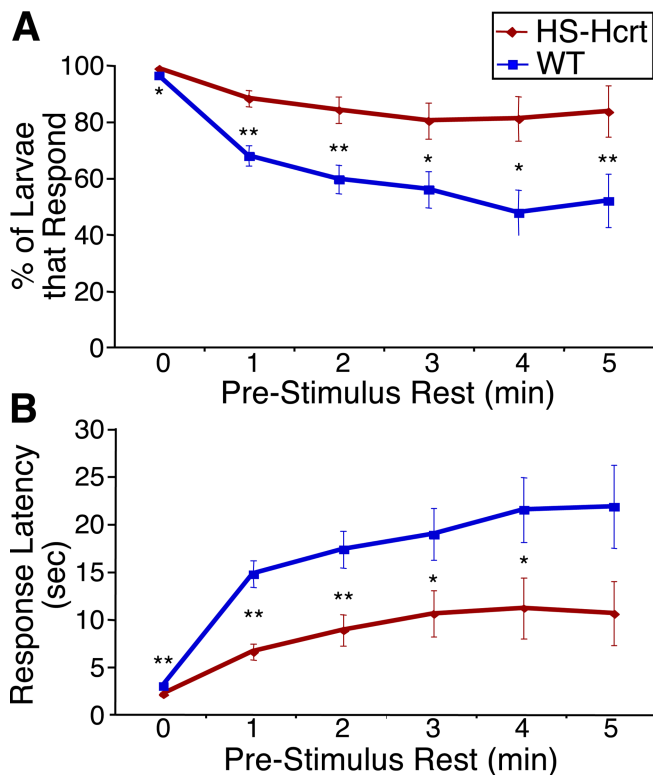 A
HS-Hcrt
WT
% of Larvae
that Respond
100
80
60
40
20
0
*
**
**
*
*
**
0 1 2 3 4 5
Pre-Stimulus Rest (min)
B
Response Latency
(sec)
30
25
20
15
10
5
0
**
**
**
*
*
0 1 2 3 4 5
Pre-Stimulus Rest (min)